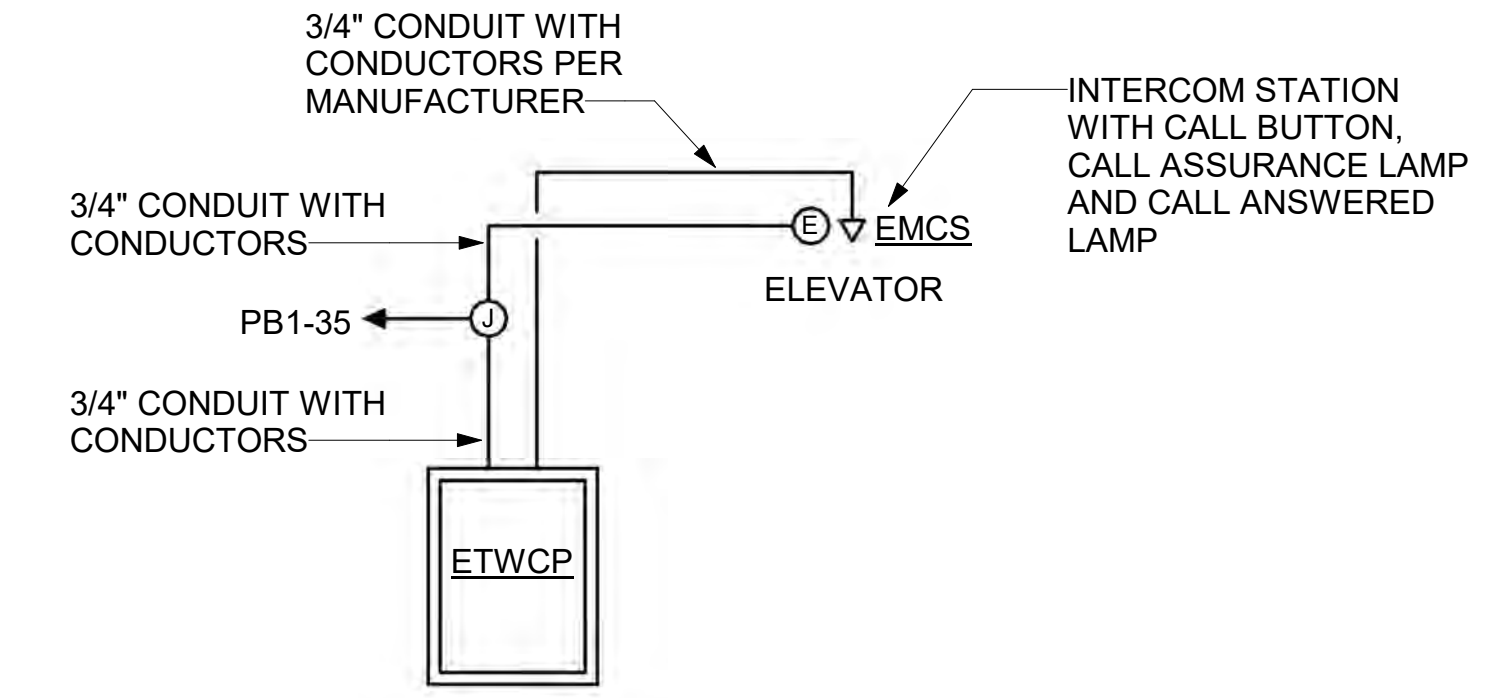 3/4" CONDUIT WITH
CONDUCTORS PER
MANUFACTURER
INTERCOM STATION
WITH CALL BUTTON,
CALL ASSURANCE LAMP
AND CALL ANSWERED
LAMP
3/4" CONDUIT WITH
CONDUCTORS
E
EMCS
ELEVATOR
PB1-35
J
3/4" CONDUIT WITH
CONDUCTORS
ETWCP